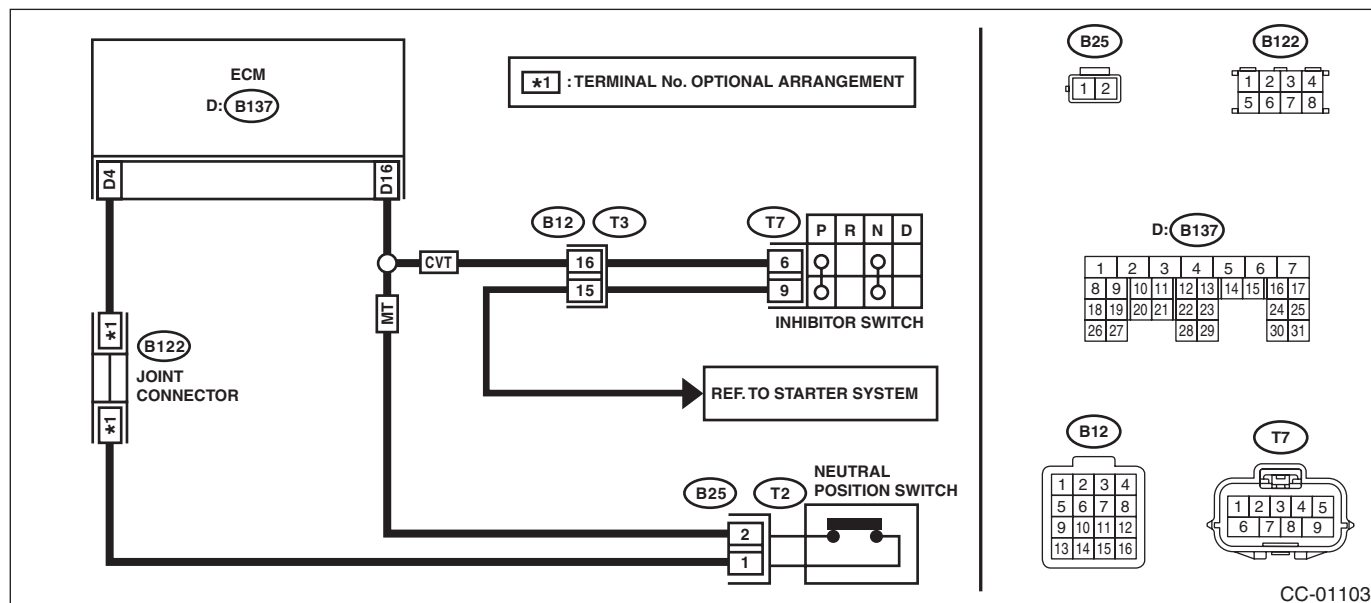 ECM
D: B137
*1 : TERMINAL No. OPTIONAL ARRANGEMENT
D4
D16
B12 T3
T7
P R N D
CVT
16
6
15
9
INHIBITOR SWITCH
MT
*1
B122
JOINT
CONNECTOR
*1
REF. TO STARTER SYSTEM
B25 T2
NEUTRAL
POSITION SWITCH
2
1
B25
1 2
B122
1 2 3 4
5 6 7 8
D: B137
1 2 3 4 5 6 7
8 9 10 11 12 13 14 15 16 17
18 19 20 21 22 23 24 25
26 27 28 29 30 31
B12
1 2 3 4
5 6 7 8
9 10 11 12
13 14 15 16
T7
1 2 3 4 5
6 7 8 9
CC-01103